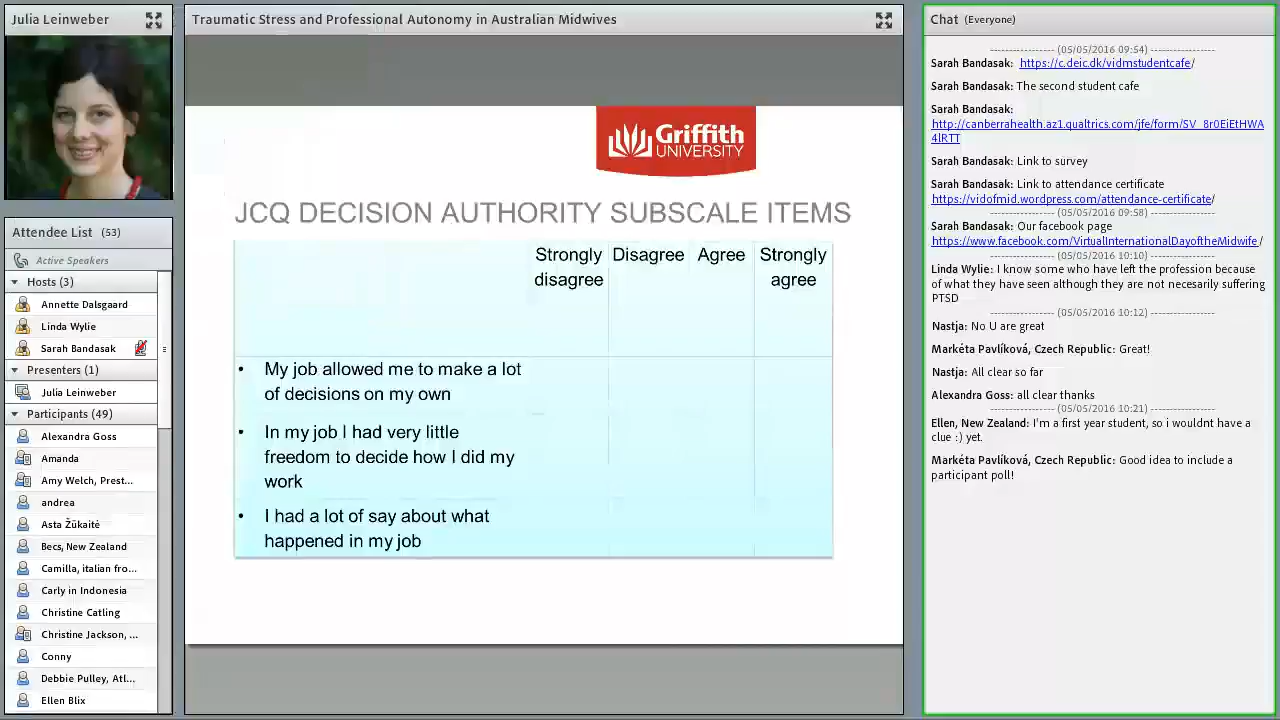 Julia Leinweber
Attendee List (53)
Active Speakers
Hosts (3)
Annette Dalsgaard
Linda Wylie
Sarah Bandasak
Presenters (1)
Julia Leinweber
Participants (49)
Alexandra Goss
Amanda
Amy Welch, Prest...
andrea
Asta Žūkaitė
Becs, New Zealand
Camilla, italian fro...
Carly in Indonesia
Christine Catling
Christine Jackson, ...
Conny
Debbie Pulley, Atl...
Ellen Blix
Traumatic Stress and Professional Autonomy in Australian Midwives
Griffith
UNIVERSITY
JCQ DECISION AUTHORITY SUBSCALE ITEMS
Strongly disagree
Disagree
Agree
Strongly agree
• My job allowed me to make a lot
of decisions on my own
• In my job I had very little
freedom to decide how I did my
work
• I had a lot of say about what
happened in my job
Chat (Everyone)
----------------- (05/05/2016 09:54) -----------------
Sarah Bandasak: https://c.deic.dk/vidmstudentcafe/
Sarah Bandasak: The second student cafe
Sarah Bandasak:
http://canberrahealth.az1.qualtrics.com/jfe/form/SV_8r0EiEtHWA
4lRTT
Sarah Bandasak: Link to survey
Sarah Bandasak: Link to attendance certificate
https://vidofmid.wordpress.com/attendance-certificate/
----------------- (05/05/2016 09:58) -----------------
Sarah Bandasak: Our facebook page
https://www.facebook.com/VirtualInternationalDayoftheMidwife/
----------------- (05/05/2016 10:10) -----------------
Linda Wylie: I know some who have left the profession because
of what they have seen although they are not necesarily suffering
PTSD
----------------- (05/05/2016 10:12) -----------------
Nastja: No U are great
Markéta Pavlíková, Czech Republic: Great!
Nastja: All clear so far
Alexandra Goss: all clear thanks
----------------- (05/05/2016 10:21) -----------------
Ellen, New Zealand: I'm a first year student, so i wouldnt have a
clue :) yet.
Markéta Pavlíková, Czech Republic: Good idea to include a
participant poll!